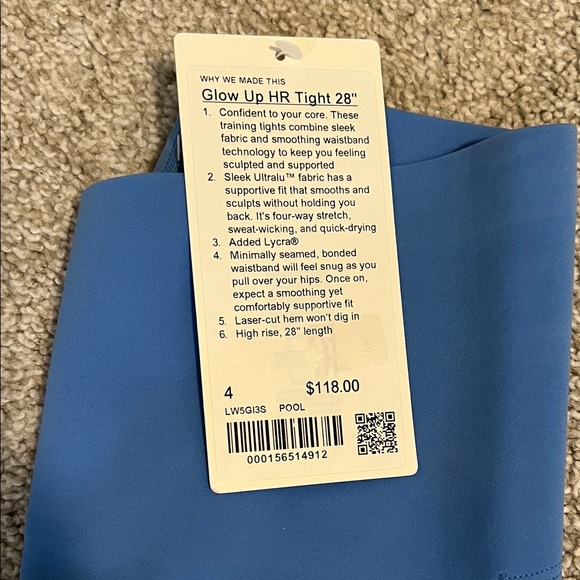 WHY WE MADE THIS
Glow Up HR Tight 28"
1. Confident to your core. These
training tights combine sleek
fabric and smoothing waistband
technology to keep you feeling
sculpted and supported
2. Sleek Ultralu™ fabric has a
supportive fit that smooths and
sculpts without holding you
back. It's four-way stretch,
sweat-wicking, and quick-drying
3. Added Lycra®
4. Minimally seamed, bonded
waistband will feel snug as you
pull over your hips. Once on,
expect a smoothing yet
comfortably supportive fit
5. Laser-cut hem won't dig in
6. High rise, 28" length
4 $118.00
LW5GI3S POOL
000156514912